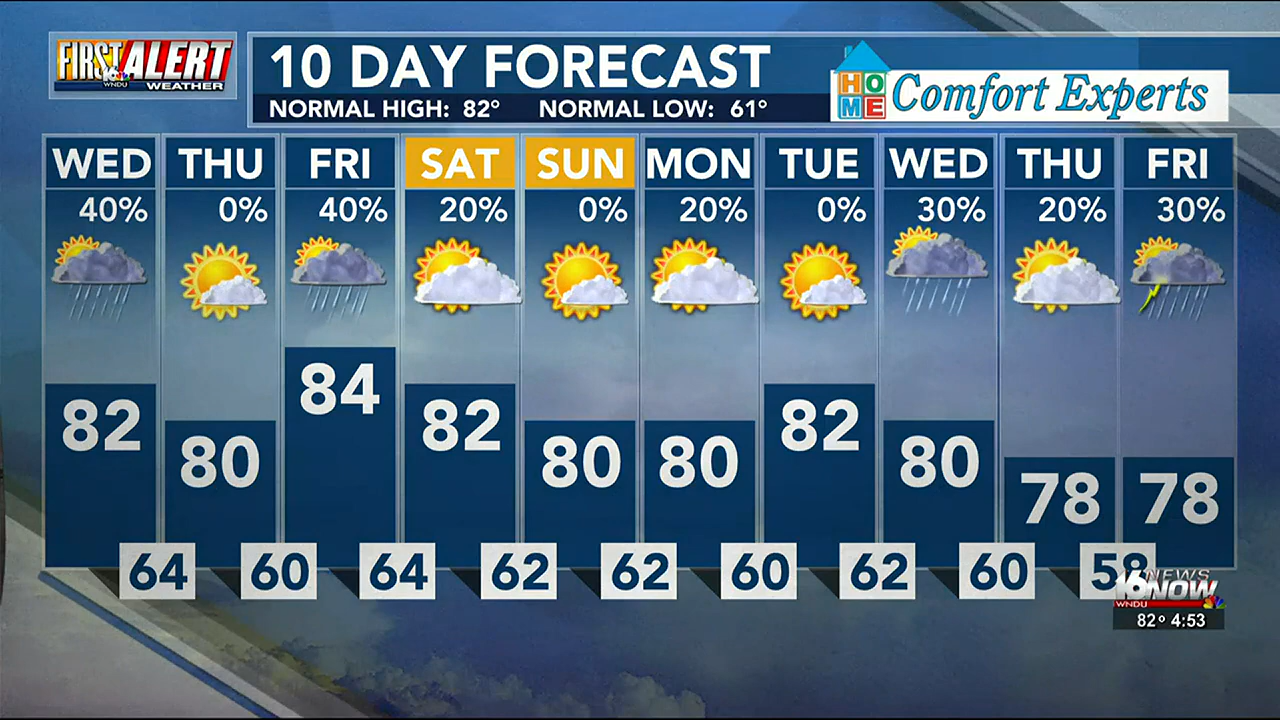 FIRST ALERT
16 WNDU
WEATHER
10 DAY FORECAST
NORMAL HIGH: 82° NORMAL LOW: 61°
HOME Comfort Experts
WED THU FRI SAT SUN MON TUE WED THU FRI
40% 0% 40% 20% 0% 20% 0% 30% 20% 30%
82 80 84 82 80 80 82 80 78 78
64 60 64 62 62 60 62 60 58
16 NEWS NOW
WNDU
82° 4:53